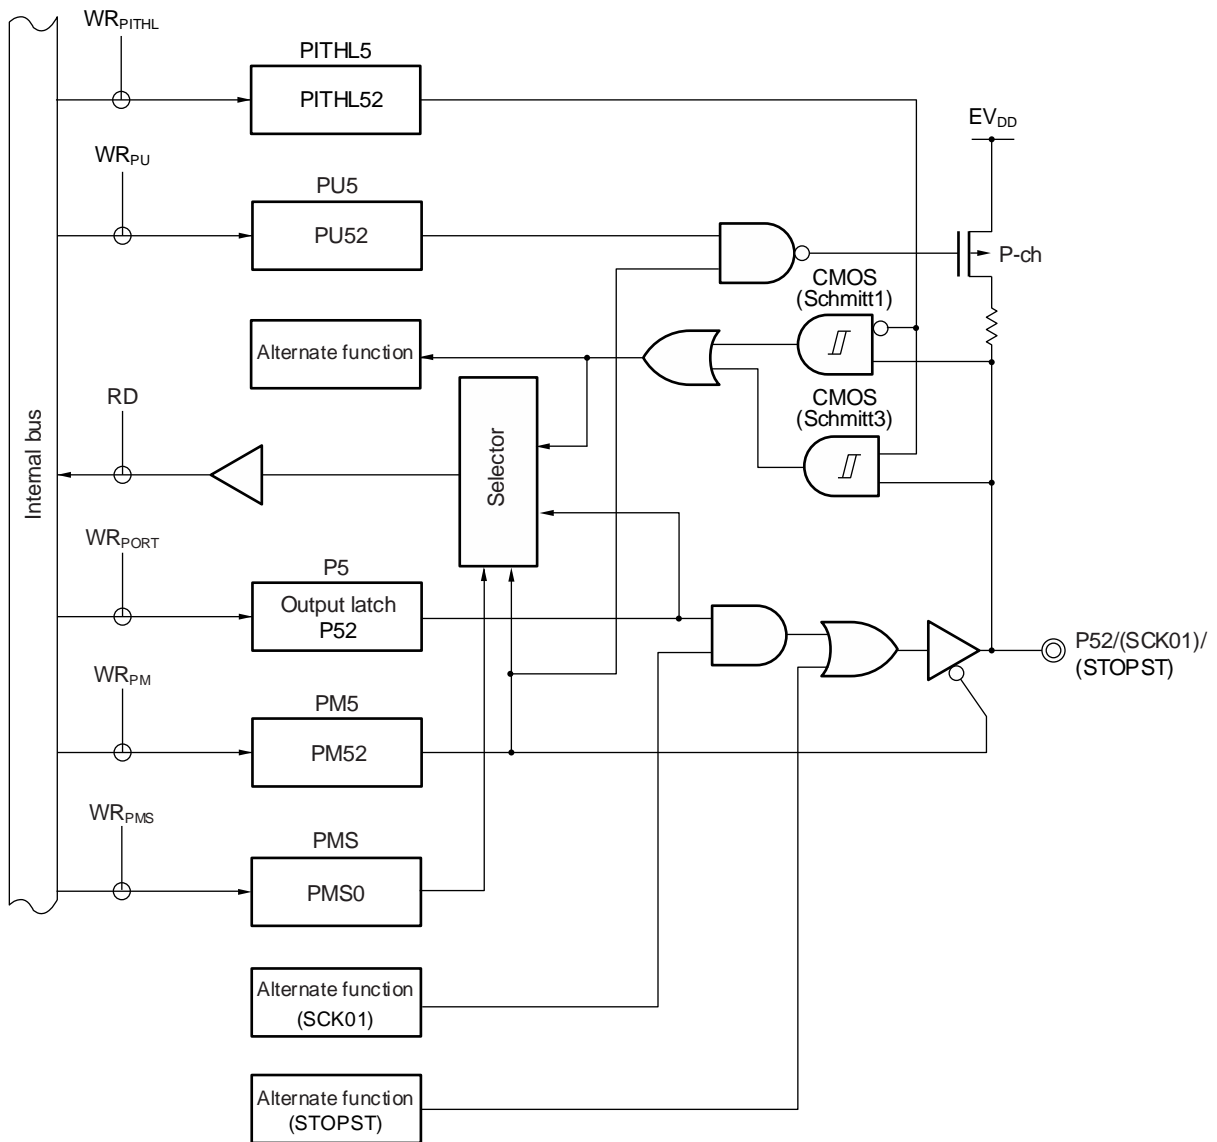 WRPITHL
PITHL5
PITHL52
EVDD
WRPU
PU5
PU52
P-ch
CMOS
(Schmitt1)
Alternate function
RD
CMOS
(Schmitt3)
Internal bus
Selector
WRPORT
P5
Output latch
P52
P52/(SCK01)/
(STOPST)
WRPM
PM5
PM52
WRPMS
PMS
PMS0
Alternate function
(SCK01)
Alternate function
(STOPST)